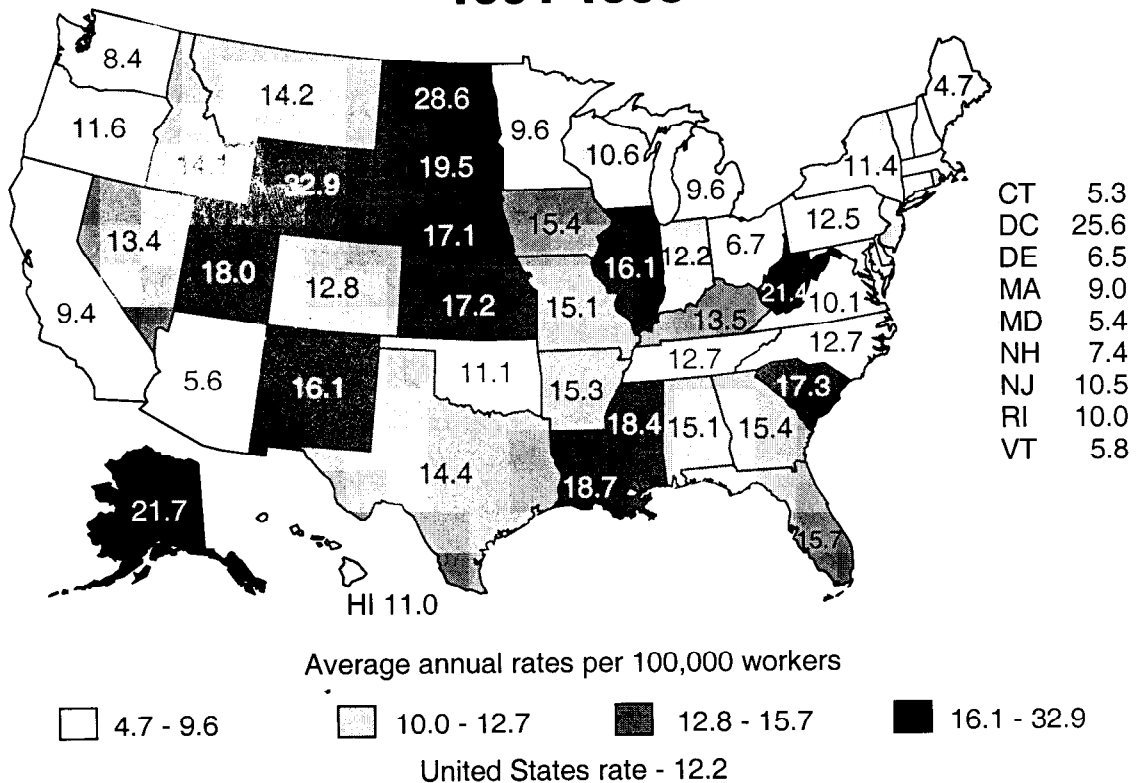 8.4
14.2
28.6
4.7
11.6
9.6
10.6
11.4
14.1
32.9
19.5
9.6
CT 5.3
DC 25.6
DE 6.5
MA 9.0
MD 5.4
NH 7.4
NJ 10.5
RI 10.0
VT 5.8
13.4
18.0
17.1
15.4
12.5
12.8
16.1
12.2
6.7
21.4
10.1
9.4
17.2
15.1
13.5
5.6
16.1
11.1
12.7
12.7
15.3
17.3
18.4
15.1
15.4
14.4
18.7
21.7
15.7
HI 11.0
Average annual rates per 100,000 workers
4.7 - 9.6
10.0 - 12.7
12.8 - 15.7
16.1 - 32.9
United States rate - 12.2